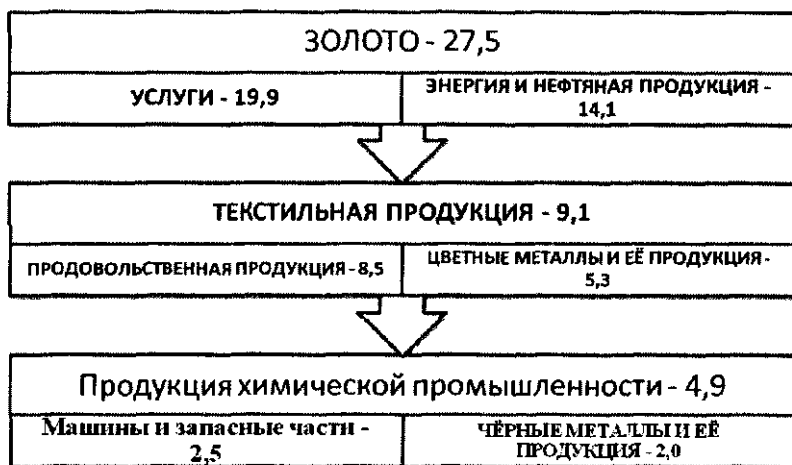 ЗОЛОТО - 27,5
УСЛУГИ - 19,9
ЭНЕРГИЯ И НЕФТЯНАЯ ПРОДУКЦИЯ -
14,1
ТЕКСТИЛЬНАЯ ПРОДУКЦИЯ - 9,1
ПРОДОВОЛЬСТВЕННАЯ ПРОДУКЦИЯ - 8,5
ЦВЕТНЫЕ МЕТАЛЛЫ И ЕЁ ПРОДУКЦИЯ -
5,3
Продукция химической промышленности - 4,9
Машины и запасные части -
2,5
ЧЁРНЫЕ МЕТАЛЛЫ И ЕЁ
ПРОДУКЦИЯ - 2,0